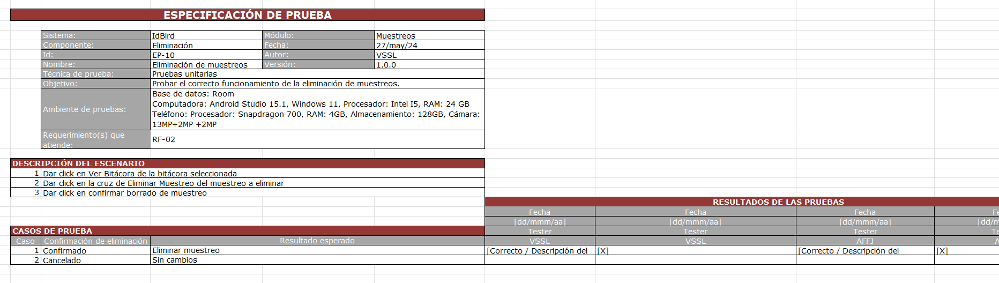 ESPECIFICACIÓN DE PRUEBA
Sistema: IdBird Módulo: Muestreos
Componente: Eliminación Fecha: 27/may/24
Id: EP-10 Autor: VSSL
Nombre: Eliminación de muestreos Versión: 1.0.0
Técnica de prueba: Pruebas unitarias
Objetivo: Probar el correcto funcionamiento de la eliminación de muestreos.
Ambiente de pruebas:
Base de datos: Room
Computadora: Android Studio 15.1, Windows 11, Procesador: Intel I5, RAM: 24 GB
Teléfono: Procesador: Snapdragon 700, RAM: 4GB, Almacenamiento: 128GB, Cámara:
13MP+2MP +2MP
Requerimiento(s) que
atiende:
RF-02
DESCRIPCIÓN DEL ESCENARIO
1 Dar click en Ver Bitácora de la bitácora seleccionada
2 Dar click en la cruz de Eliminar Muestreo del muestreo a eliminar
3 Dar click en confirmar borrado de muestreo
RESULTADOS DE LAS PRUEBAS
Fecha Fecha Fecha Fe
[dd/mmm/aa] [dd/mmm/aa] [dd/mmm/aa] [dd/m
CASOS DE PRUEBA Tester Tester Tester Te
Caso Confirmación de eliminación Resultado esperado VSSL VSSL AFFJ A
1 Confirmado Eliminar muestreo [Correcto / Descripción del [X] [Correcto / Descripción del [X]
2 Cancelado Sin cambios